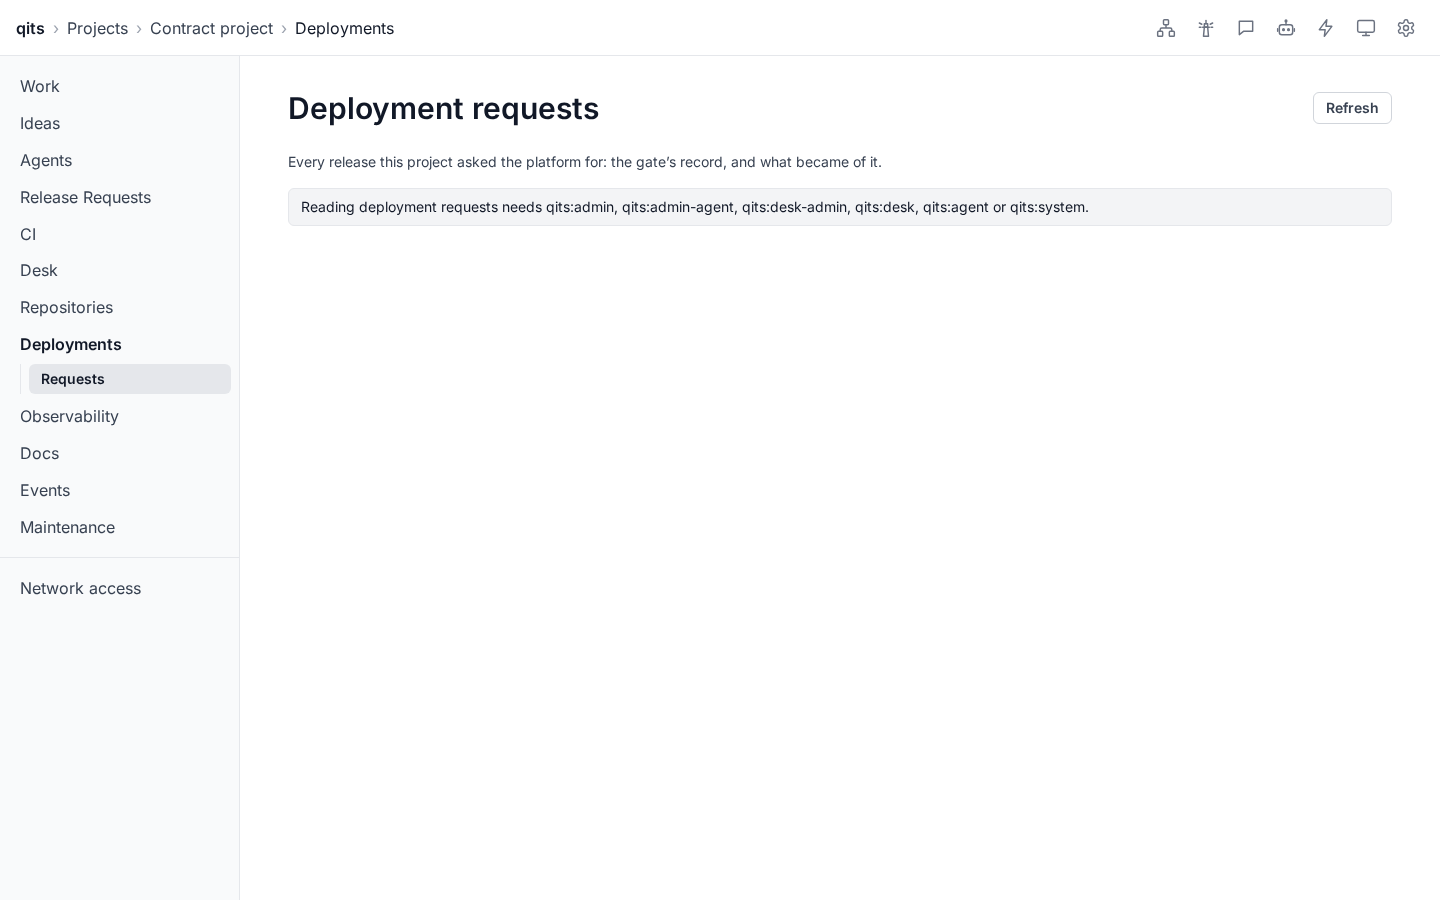 qits › Projects › Contract project › Deployments
Work
Ideas
Agents
Release Requests
CI
Desk
Repositories
Deployments
Requests
Observability
Docs
Events
Maintenance
Network access
Deployment requests
Refresh
Every release this project asked the platform for: the gate’s record, and what became of it.
Reading deployment requests needs qits:admin, qits:admin-agent, qits:desk-admin, qits:desk, qits:agent or qits:system.